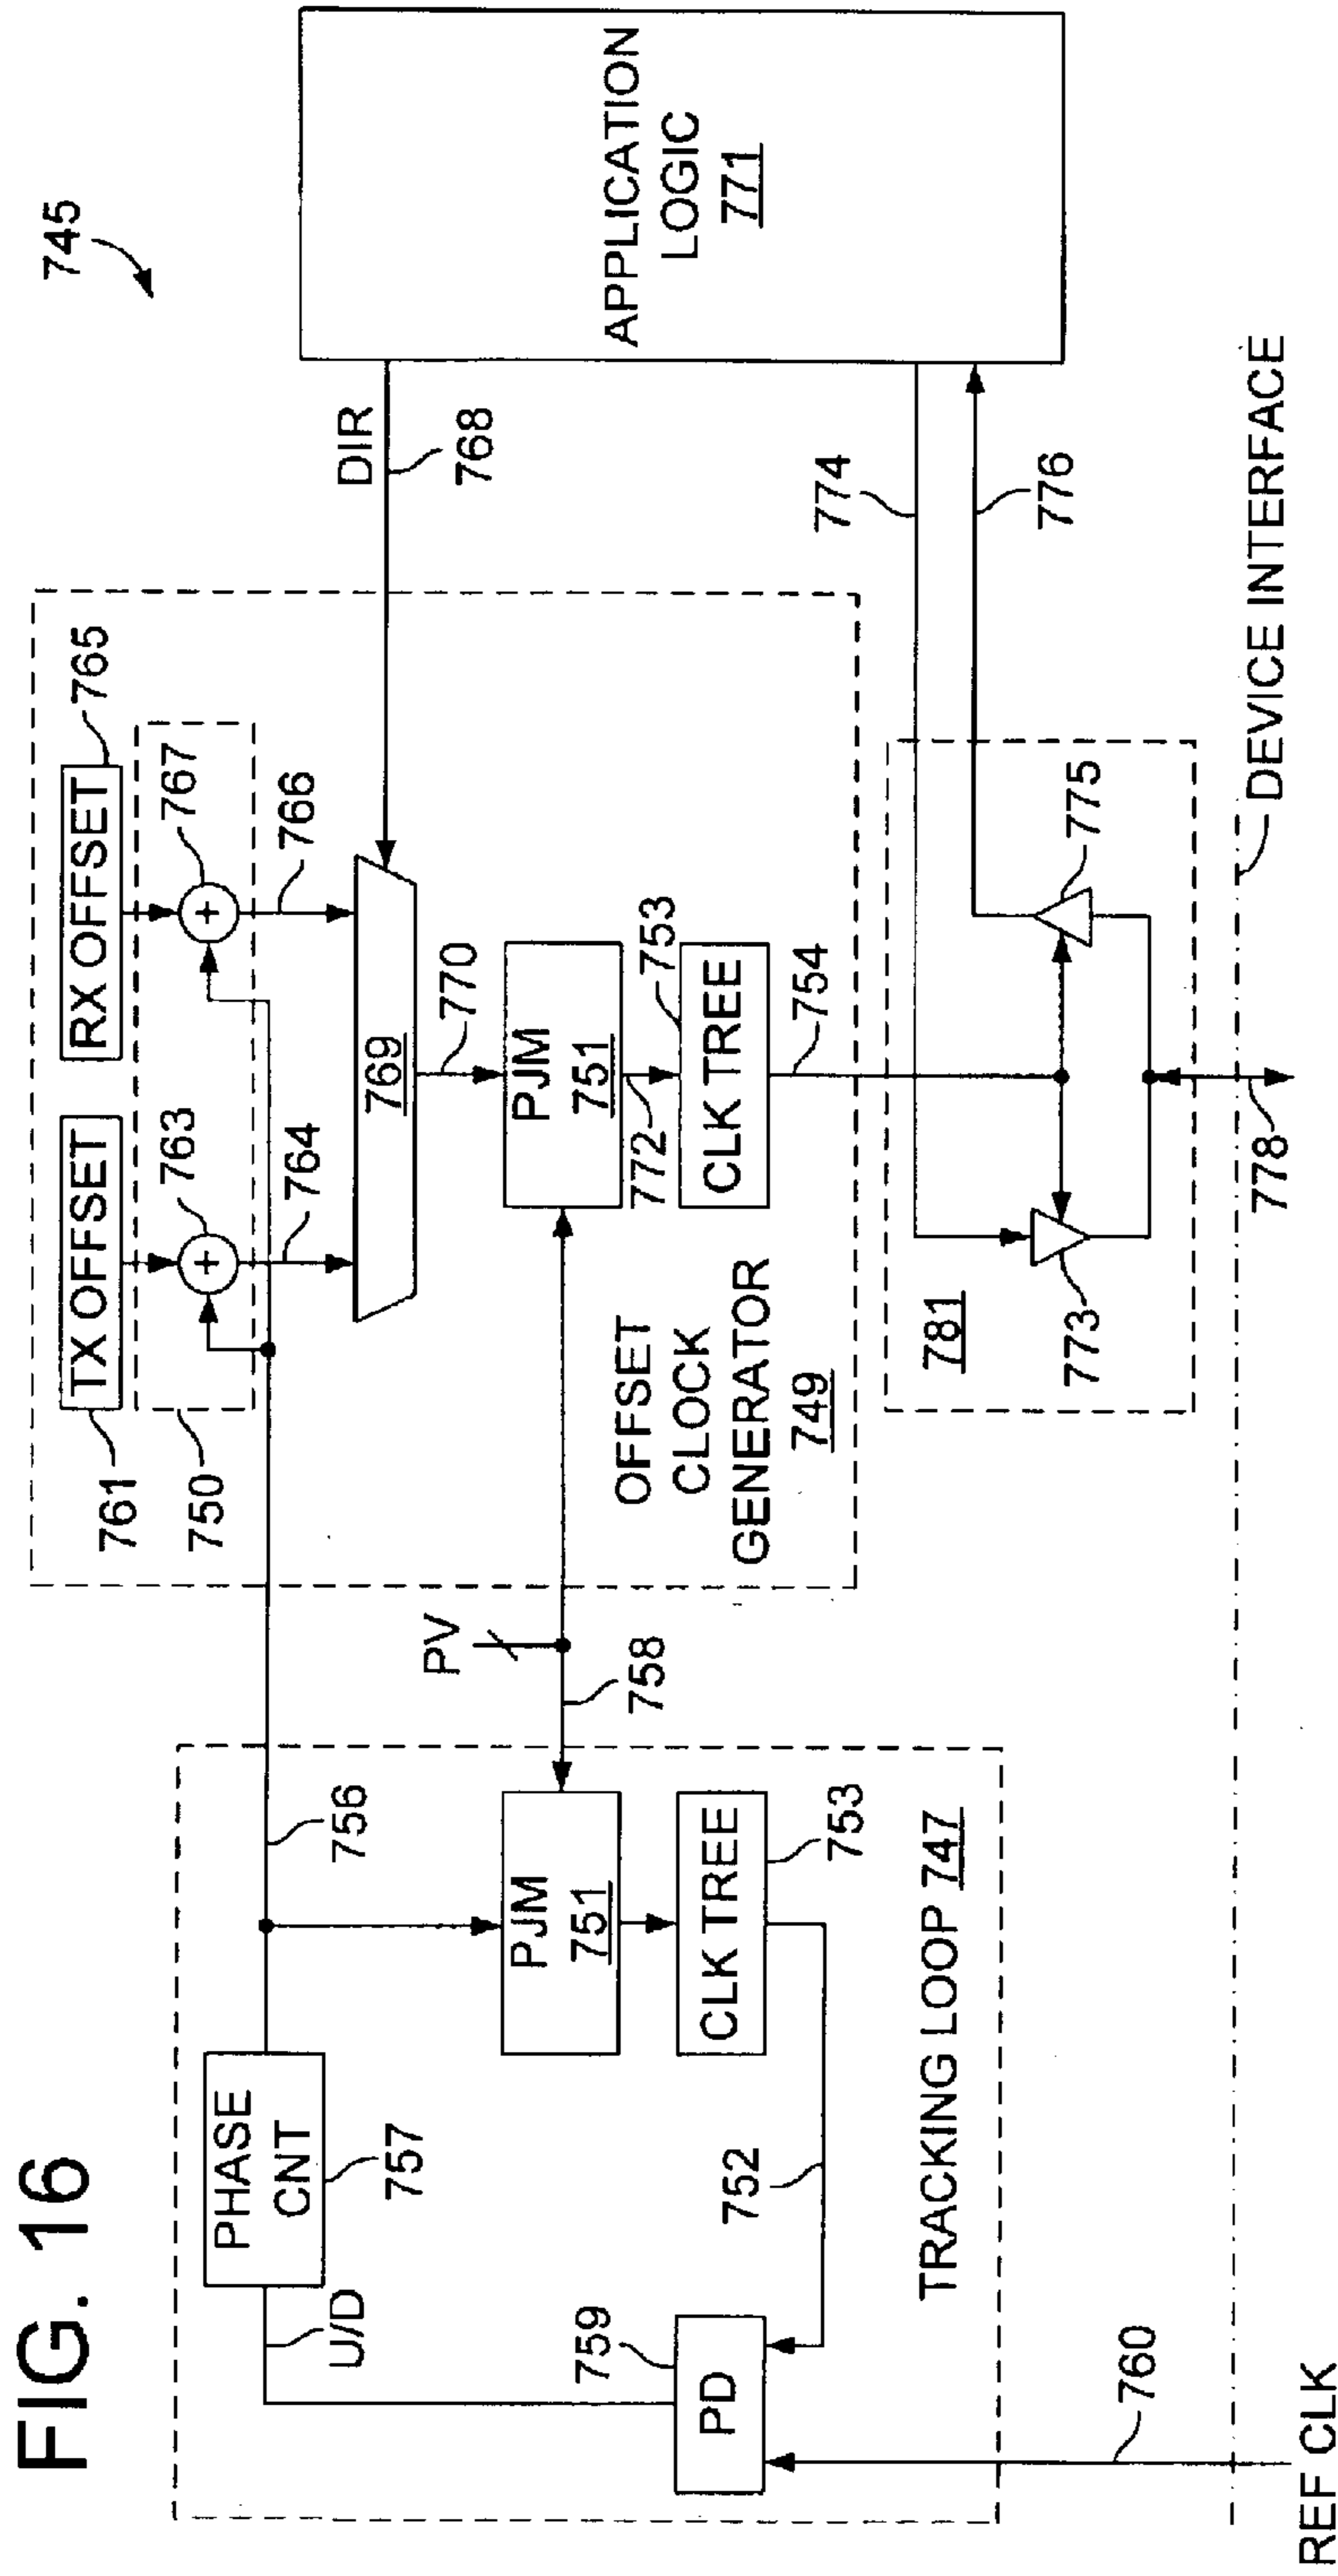 FIG. 16
745
TX OFFSET
RX OFFSET
761
765
750
763
767
764
766
769
770
DIR
768
APPLICATION
LOGIC
771
PHASE
CNT
757
U/D
756
PV
758
PJM
751
PJM
751
772
753
CLK TREE
753
CLK TREE
754
752
759
PD
TRACKING LOOP 747
OFFSET
CLOCK
GENERATOR
749
774
776
781
773
775
778
760
REF CLK
DEVICE INTERFACE